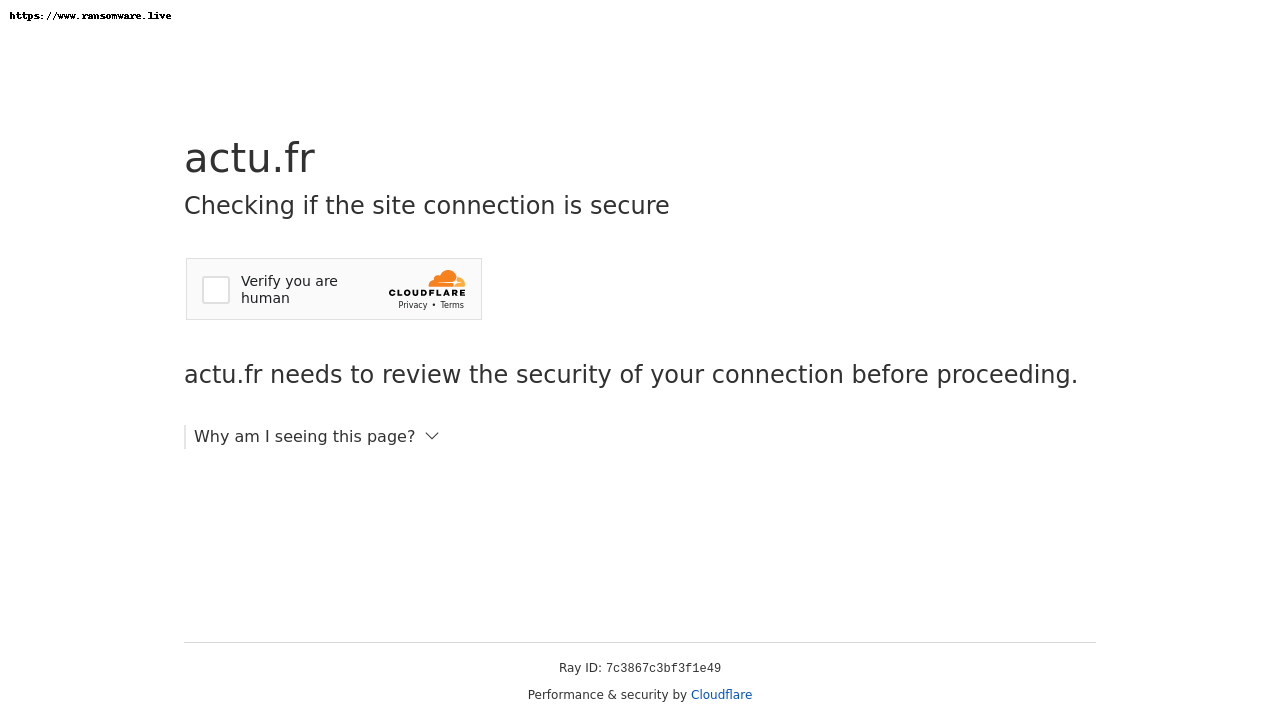 https://www.ransomware.live
actu.fr
Checking if the site connection is secure
Verify you are
human
CLOUDFLARE
Privacy • Terms
actu.fr needs to review the security of your connection before proceeding.
Why am I seeing this page?
Ray ID: 7c3867c3bf3f1e49
Performance & security by Cloudflare